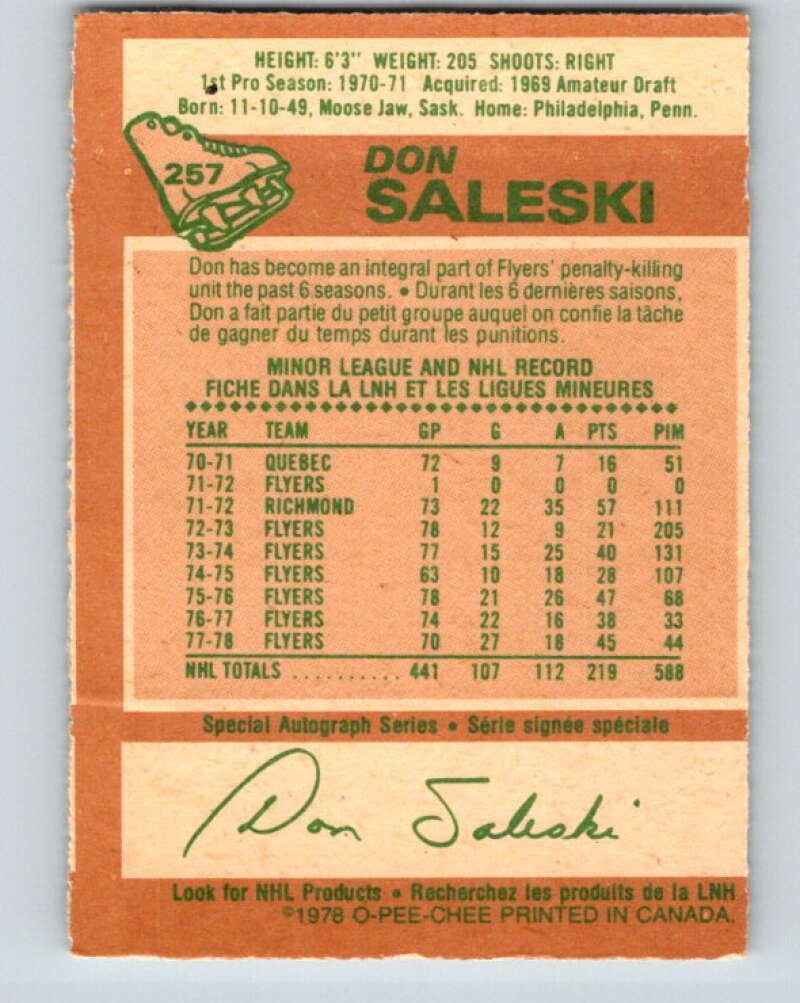 HEIGHT: 6'3" WEIGHT: 205 SHOOTS: RIGHT
1st Pro Season: 1970-71 Acquired: 1969 Amateur Draft
Born: 11-10-49, Moose Jaw, Sask. Home: Philadelphia, Penn.
257
DON
SALESKI
Don has become an integral part of Flyers' penalty-killing
unit the past 6 seasons. • Durant les 6 dernières saisons,
Don a fait partie du petit groupe auquel on confie la tâche
de gagner du temps durant les punitions.
MINOR LEAGUE AND NHL RECORD
FICHE DANS LA LNH ET LES LIGUES MINEURES
YEAR TEAM GP G A PTS PIM
70-71 QUEBEC 72 9 7 16 51
71-72 FLYERS 1 0 0 0 0
71-72 RICHMOND 73 22 35 57 111
72-73 FLYERS 78 12 9 21 205
73-74 FLYERS 77 15 25 40 131
74-75 FLYERS 63 10 18 28 107
75-76 FLYERS 78 21 26 47 68
76-77 FLYERS 74 22 16 38 33
77-78 FLYERS 70 27 18 45 44
NHL TOTALS .......... 441 107 112 219 588
Special Autograph Series • Série signée spéciale
Don Saleski
Look for NHL Products • Recherchez les produits de la LNH
©1978 O-PEE-CHEE PRINTED IN CANADA.